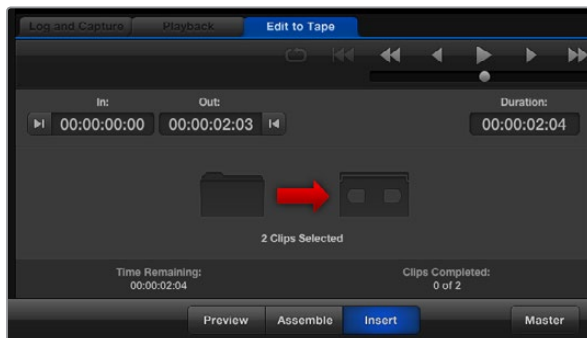 Log and Capture Playback Edit to Tape
In: Out: Duration:
00:00:00:00 00:00:02:03 00:00:02:04
2 Clips Selected
Time Remaining: Clips Completed:
00:00:02:04 0 of 2
Preview Assemble Insert Master